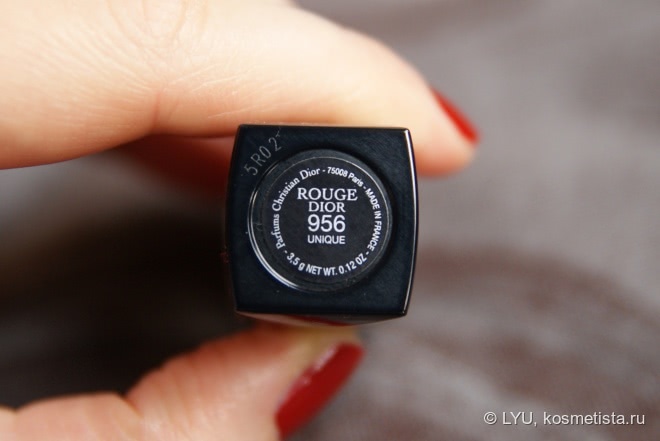 5R02
Parfums Christian Dior - 75008 Paris - MADE IN FRANCE - 3,5 g NET WT. 0.12 OZ -
ROUGE
DIOR
956
UNIQUE
© LYU, kosmetista.ru